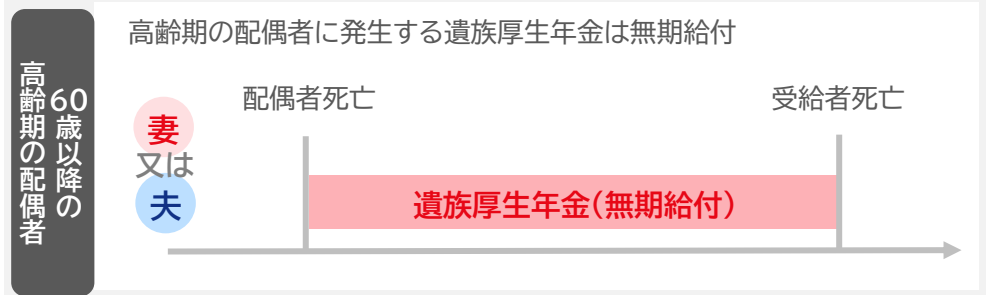 60歳以降の
高齢期の配偶者
高齢期の配偶者に発生する遺族厚生年金は無期給付
配偶者死亡
受給者死亡
妻
又は
夫
遺族厚生年金(無期給付)